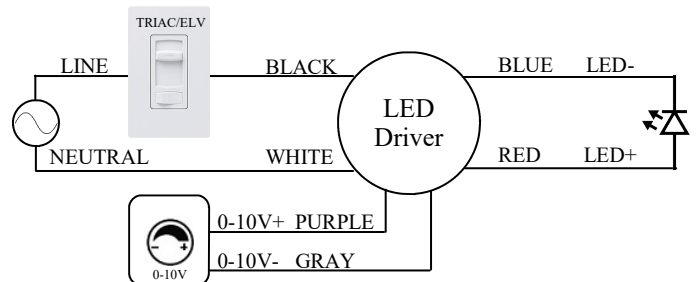 TRIAC/ELV
LINE BLACK BLUE LED-
LED
Driver
NEUTRAL WHITE RED LED+
0-10V+ PURPLE
0-10V- GRAY
0-10V